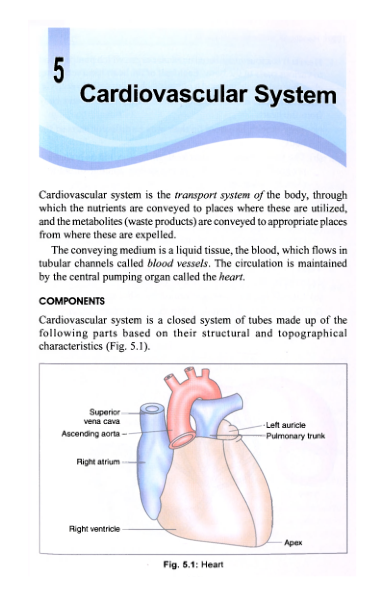 5
Cardiovascular System
Cardiovascular system is the transport system of the body, through
which the nutrients are conveyed to places where these are utilized,
and the metabolites (waste products) are conveyed to appropriate places
from where these are expelled.
The conveying medium is a liquid tissue, the blood, which flows in
tubular channels called blood vessels. The circulation is maintained
by the central pumping organ called the heart.
COMPONENTS
Cardiovascular system is a closed system of tubes made up of the
following parts based on their structural and topographical
characteristics (Fig. 5.1).
Superior
vena cava
Ascending aorta
Right atrium
Right ventricle
Left auricle
Pulmonary trunk
Apex
Fig. 5.1: Heart